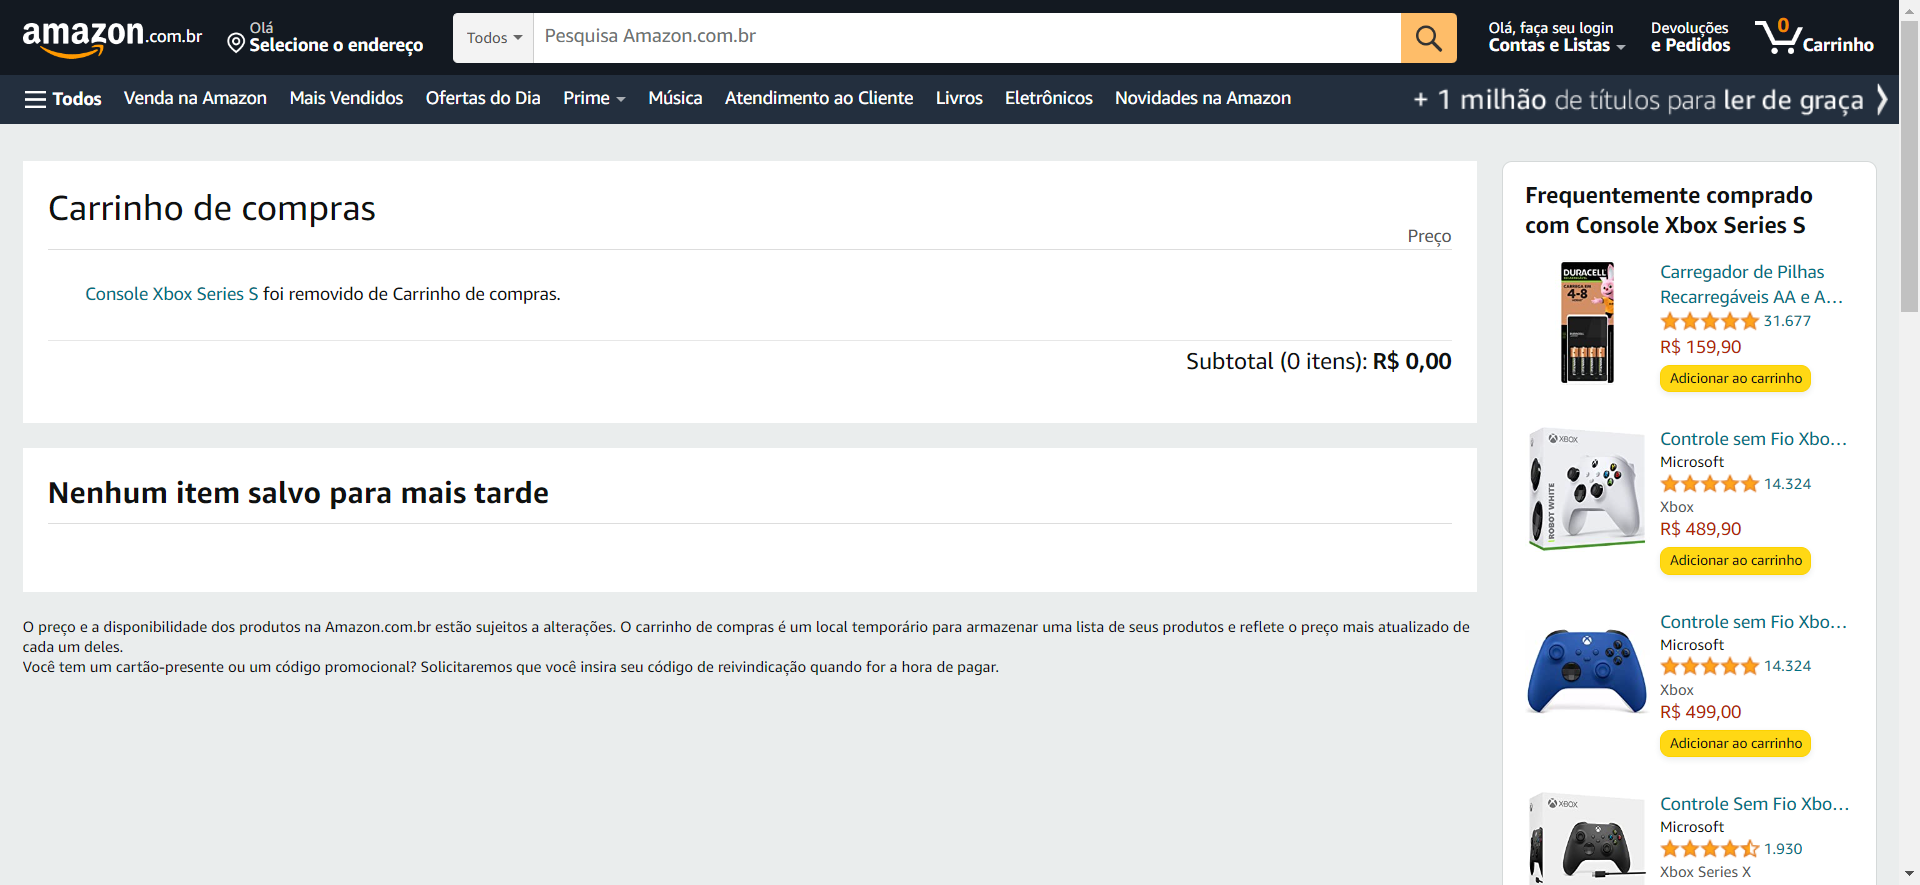 amazon.com.br
Olá
Selecione o endereço
Todos
Pesquisa Amazon.com.br
Olá, faça seu login
Contas e Listas
Devoluções
e Pedidos
0
Carrinho
Todos
Venda na Amazon
Mais Vendidos
Ofertas do Dia
Prime
Música
Atendimento ao Cliente
Livros
Eletrônicos
Novidades na Amazon
+ 1 milhão de títulos para ler de graça
Carrinho de compras
Preço
Console Xbox Series S foi removido de Carrinho de compras.
Subtotal (0 itens): R$ 0,00
Nenhum item salvo para mais tarde
O preço e a disponibilidade dos produtos na Amazon.com.br estão sujeitos a alterações. O carrinho de compras é um local temporário para armazenar uma lista de seus produtos e reflete o preço mais atualizado de
cada um deles.
Você tem um cartão-presente ou um código promocional? Solicitaremos que você insira seu código de reivindicação quando for a hora de pagar.
Frequentemente comprado
com Console Xbox Series S
DURACELL
4-8
Carregador de Pilhas
Recarregáveis AA e A…
31.677
R$ 159,90
Adicionar ao carrinho
XBOX
ROBOT WHITE
Controle sem Fio Xbo…
Microsoft
14.324
Xbox
R$ 489,90
Adicionar ao carrinho
Controle sem Fio Xbo…
Microsoft
14.324
Xbox
R$ 499,00
Adicionar ao carrinho
XBOX
Controle Sem Fio Xbo…
Microsoft
1.930
Xbox Series X